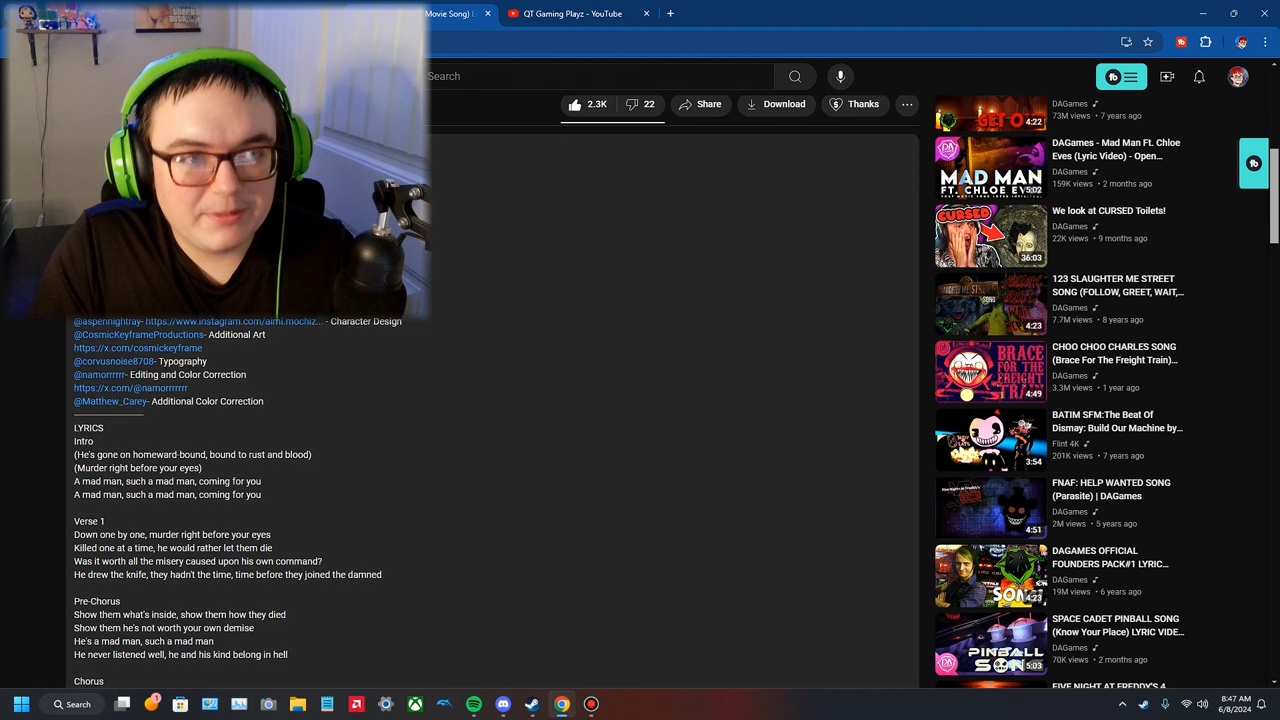 Movie Song) L
QT Gaming Playz - YouTube
Search
2.3K
22
Share
Download
Thanks
@aspennightray- https://www.instagram.com/aimi.mochiz... - Character Design
@CosmicKeyframeProductions- Additional Art
https://x.com/cosmickeyframe
@corvusnoise8708- Typography
@namorrrrrr- Editing and Color Correction
https://x.com/@namorrrrrrr
@Matthew_Carey- Additional Color Correction
LYRICS
Intro
(He's gone on homeward-bound, bound to rust and blood)
(Murder right before your eyes)
A mad man, such a mad man, coming for you
A mad man, such a mad man, coming for you
Verse 1
Down one by one, murder right before your eyes
Killed one at a time, he would rather let them die
Was it worth all the misery caused upon his own command?
He drew the knife, they hadn't the time, time before they joined the damned
Pre-Chorus
Show them what's inside, show them how they died
Show them he's not worth your own demise
He's a mad man, such a mad man
He never listened well, he and his kind belong in hell
Chorus
GET O
4:22
DAGames
73M views • 7 years ago
MAD MAN
FT. CHLOE EV
5:02
DAGames - Mad Man Ft. Chloe
Eves (Lyric Video) - Open...
DAGames
159K views • 2 months ago
CURSED
36:03
We look at CURSED Toilets!
DAGames
22K views • 9 months ago
SONG
4:23
123 SLAUGHTER ME STREET
SONG (FOLLOW, GREET, WAIT,...
DAGames
7.7M views • 8 years ago
BRACE
FOR THE
FREIGHT
TRAIN
4:49
CHOO CHOO CHARLES SONG
(Brace For The Freight Train)...
DAGames
3.3M views • 1 year ago
3:54
BATIM SFM:The Beat Of
Dismay: Build Our Machine by...
Flint 4K
201K views • 7 years ago
4:51
FNAF: HELP WANTED SONG
(Parasite) | DAGames
DAGames
2M views • 5 years ago
SON
4:23
DAGAMES OFFICIAL
FOUNDERS PACK#1 LYRIC...
DAGames
19M views • 6 years ago
PINBALL
SONG
5:03
SPACE CADET PINBALL SONG
(Know Your Place) LYRIC VIDE...
DAGames
70K views • 2 months ago
FIVE NIGHT AT FREDDY'S 4
Search
1
8:47 AM
6/8/2024